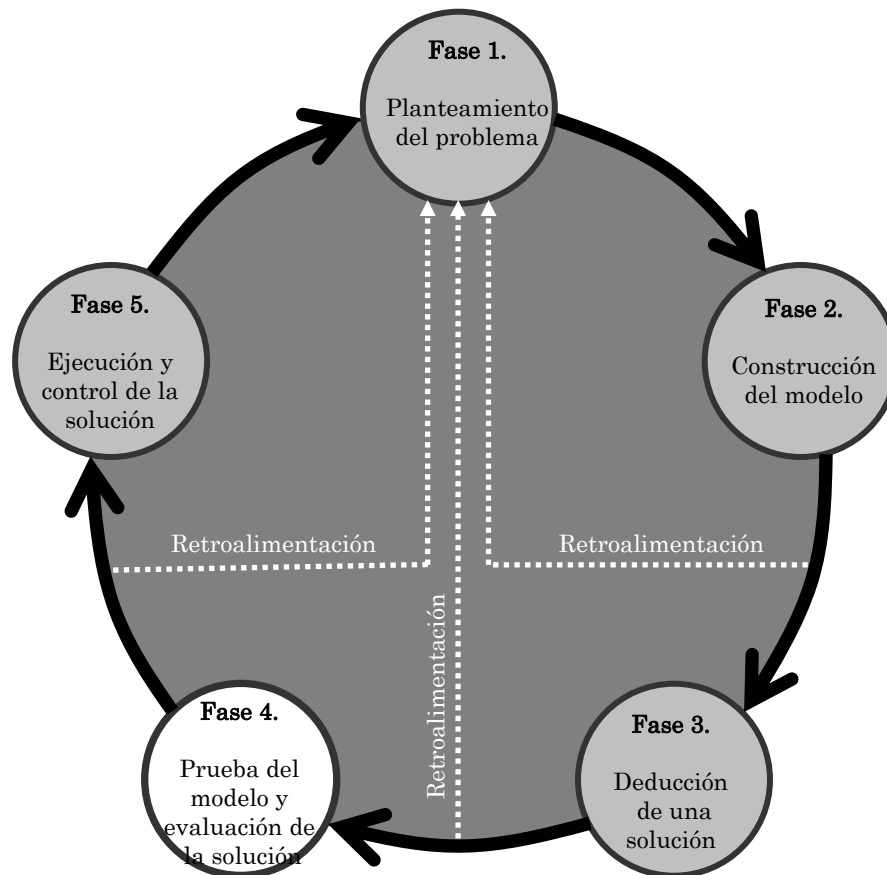 Fase 1.
Planteamiento
del problema
Fase 2.
Construcción
del modelo
Fase 3.
Deducción
de una
solución
Fase 4.
Prueba del
modelo y
evaluación de
la solución
Fase 5.
Ejecución y
control de la
solución
Retroalimentación
Retroalimentación
Retroalimentación